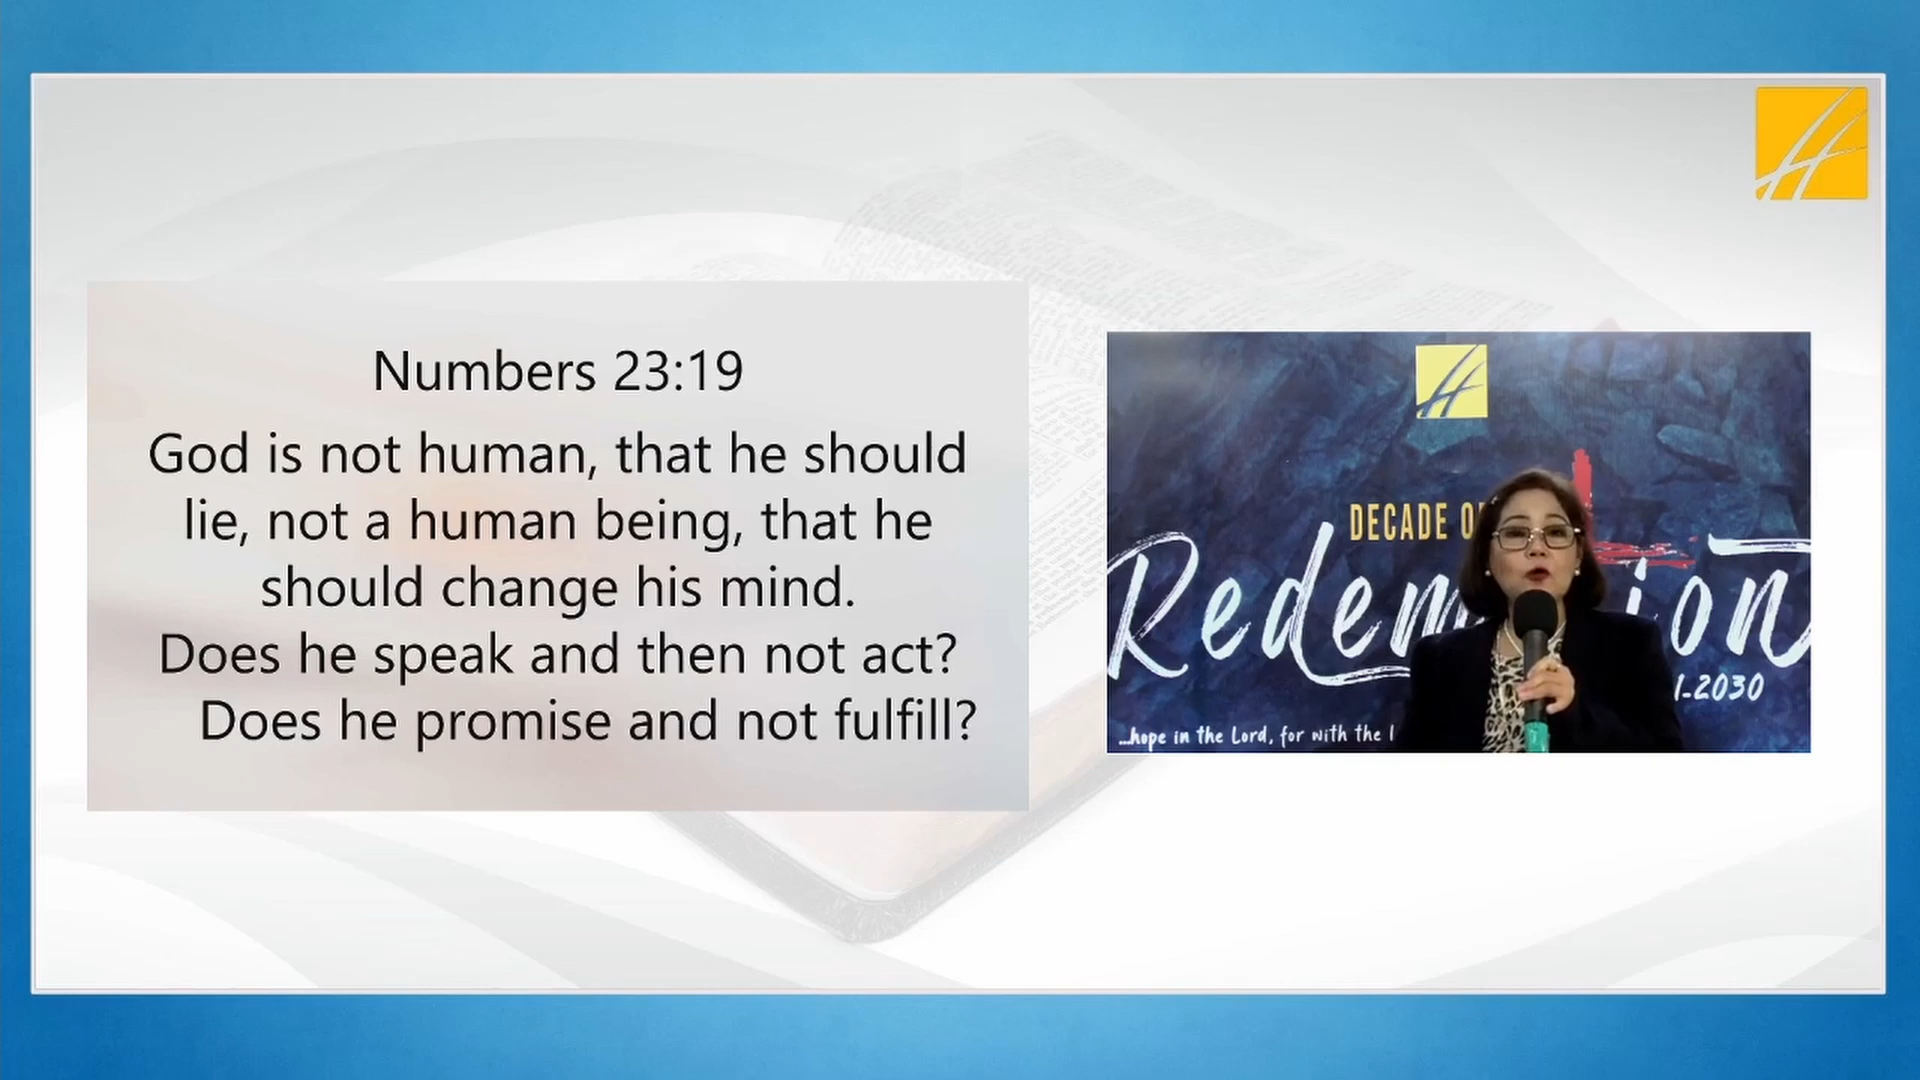 Numbers 23:19
God is not human, that he should
lie, not a human being, that he
should change his mind.
Does he speak and then not act?
Does he promise and not fulfill?
DECADE
Redem ion
1-2030
...hope in the Lord, for with the